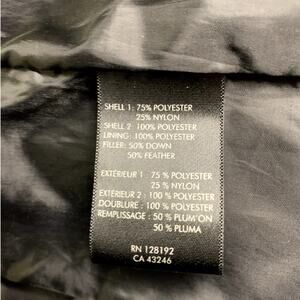 SHELL 1: 75% POLYESTER
25% NYLON
SHELL 2: 100% POLYESTER
LINING: 100% POLYESTER
FILLER: 50% DOWN
50% FEATHER
EXTÉRIEUR 1 : 75 % POLYESTER
25 % NYLON
EXTÉRIEUR 2 : 100 % POLYESTER
DOUBLURE : 100% POLYESTER
REMPLISSAGE : 50 % PLUM'ON
50 % PLUMA
RN 128192
CA 43246